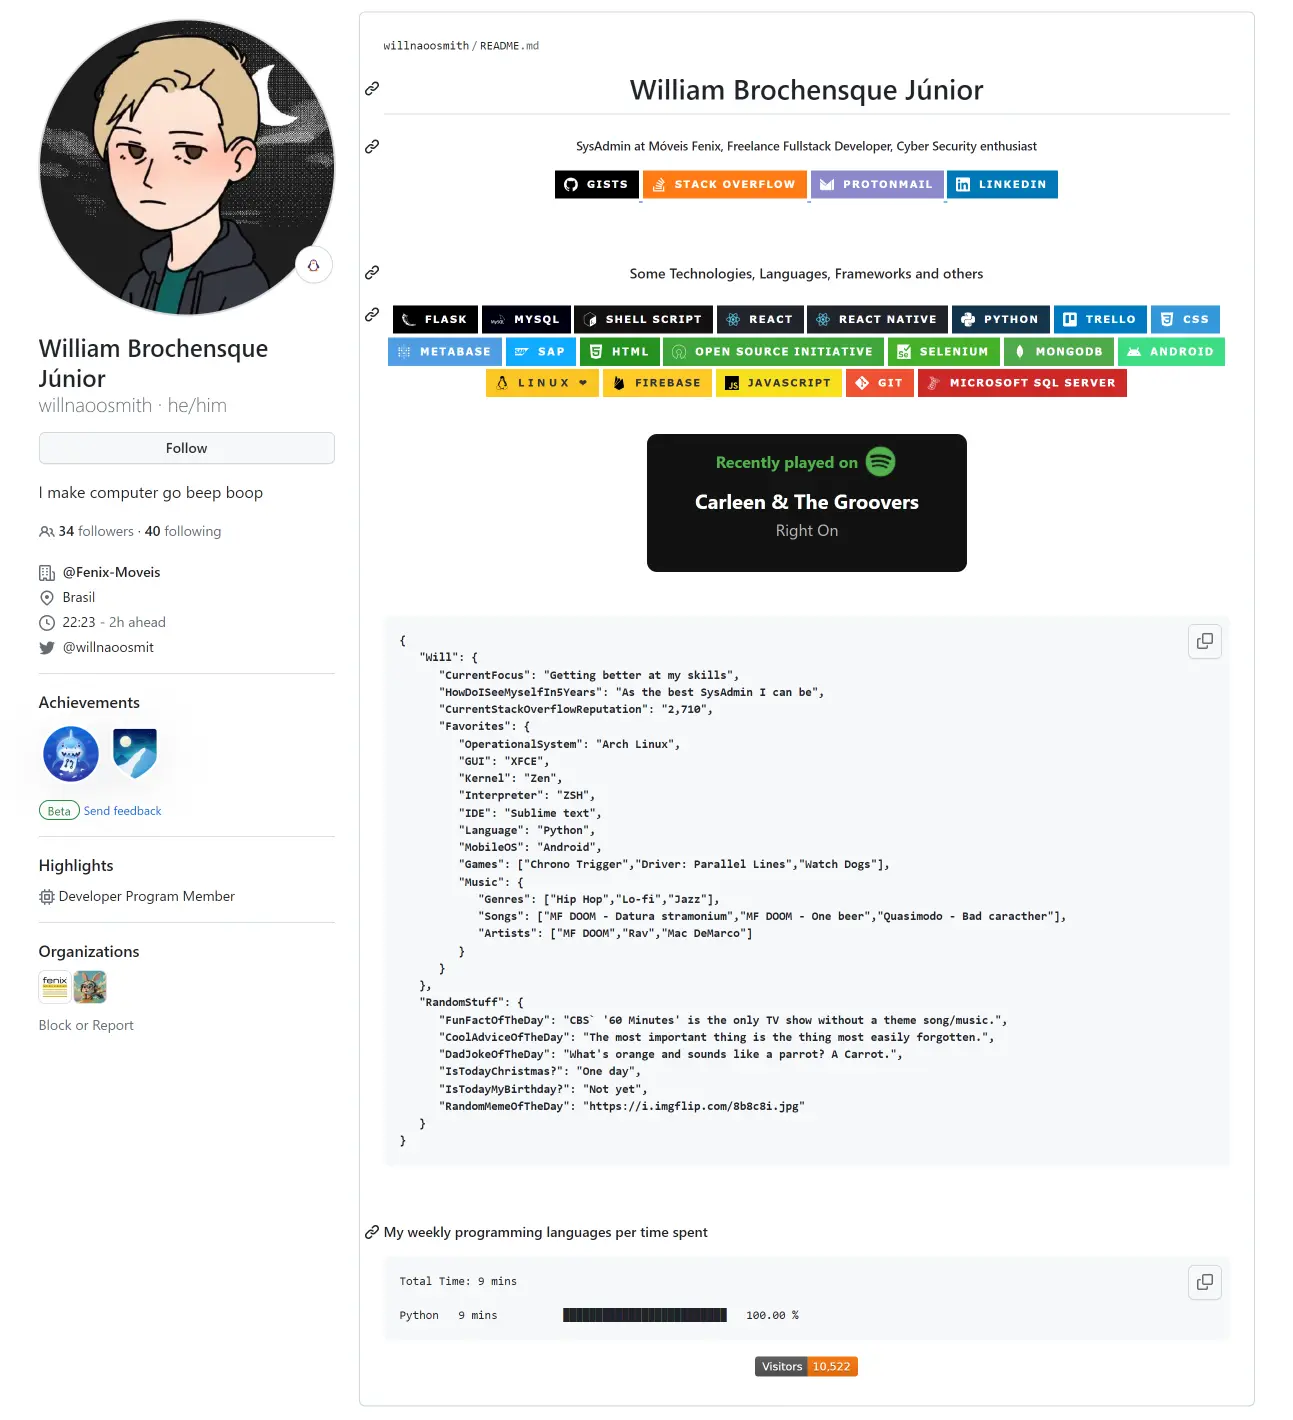 William Brochensque
Júnior
willnaoosmith · he/him
Follow
I make computer go beep boop
34 followers · 40 following
@Fenix-Moveis
Brasil
22:23 - 2h ahead
@willnaoosmit
Achievements
Beta Send feedback
Highlights
Developer Program Member
Organizations
fenix
Block or Report
willnaoosmith/README.md
William Brochensque Júnior
SysAdmin at Móveis Fenix, Freelance Fullstack Developer, Cyber Security enthusiast
GISTS STACK OVERFLOW PROTONMAIL LINKEDIN
Some Technologies, Languages, Frameworks and others
FLASK MySQL MYSQL SHELL SCRIPT REACT REACT NATIVE PYTHON TRELLO CSS
METABASE SAP SAP HTML OPEN SOURCE INITIATIVE Se SELENIUM MONGODB ANDROID
LINUX ❤ FIREBASE JS JAVASCRIPT GIT MICROSOFT SQL SERVER
Recently played on
Carleen & The Groovers
Right On
{
"Will": {
"CurrentFocus": "Getting better at my skills",
"HowDoISeeMyselfIn5Years": "As the best SysAdmin I can be",
"CurrentStackOverflowReputation": "2,710",
"Favorites": {
"OperationalSystem": "Arch Linux",
"GUI": "XFCE",
"Kernel": "Zen",
"Interpreter": "ZSH",
"IDE": "Sublime text",
"Language": "Python",
"MobileOS": "Android",
"Games": ["Chrono Trigger","Driver: Parallel Lines","Watch Dogs"],
"Music": {
"Genres": ["Hip Hop","Lo-fi","Jazz"],
"Songs": ["MF DOOM - Datura stramonium","MF DOOM - One beer","Quasimodo - Bad caracther"],
"Artists": ["MF DOOM","Rav","Mac DeMarco"]
}
}
},
"RandomStuff": {
"FunFactOfTheDay": "CBS` '60 Minutes' is the only TV show without a theme song/music.",
"CoolAdviceOfTheDay": "The most important thing is the thing most easily forgotten.",
"DadJokeOfTheDay": "What's orange and sounds like a parrot? A Carrot.",
"IsTodayChristmas?": "One day",
"IsTodayMyBirthday?": "Not yet",
"RandomMemeOfTheDay": "https://i.imgflip.com/8b8c8i.jpg"
}
}
My weekly programming languages per time spent
Total Time: 9 mins
Python 9 mins 100.00 %
Visitors 10,522